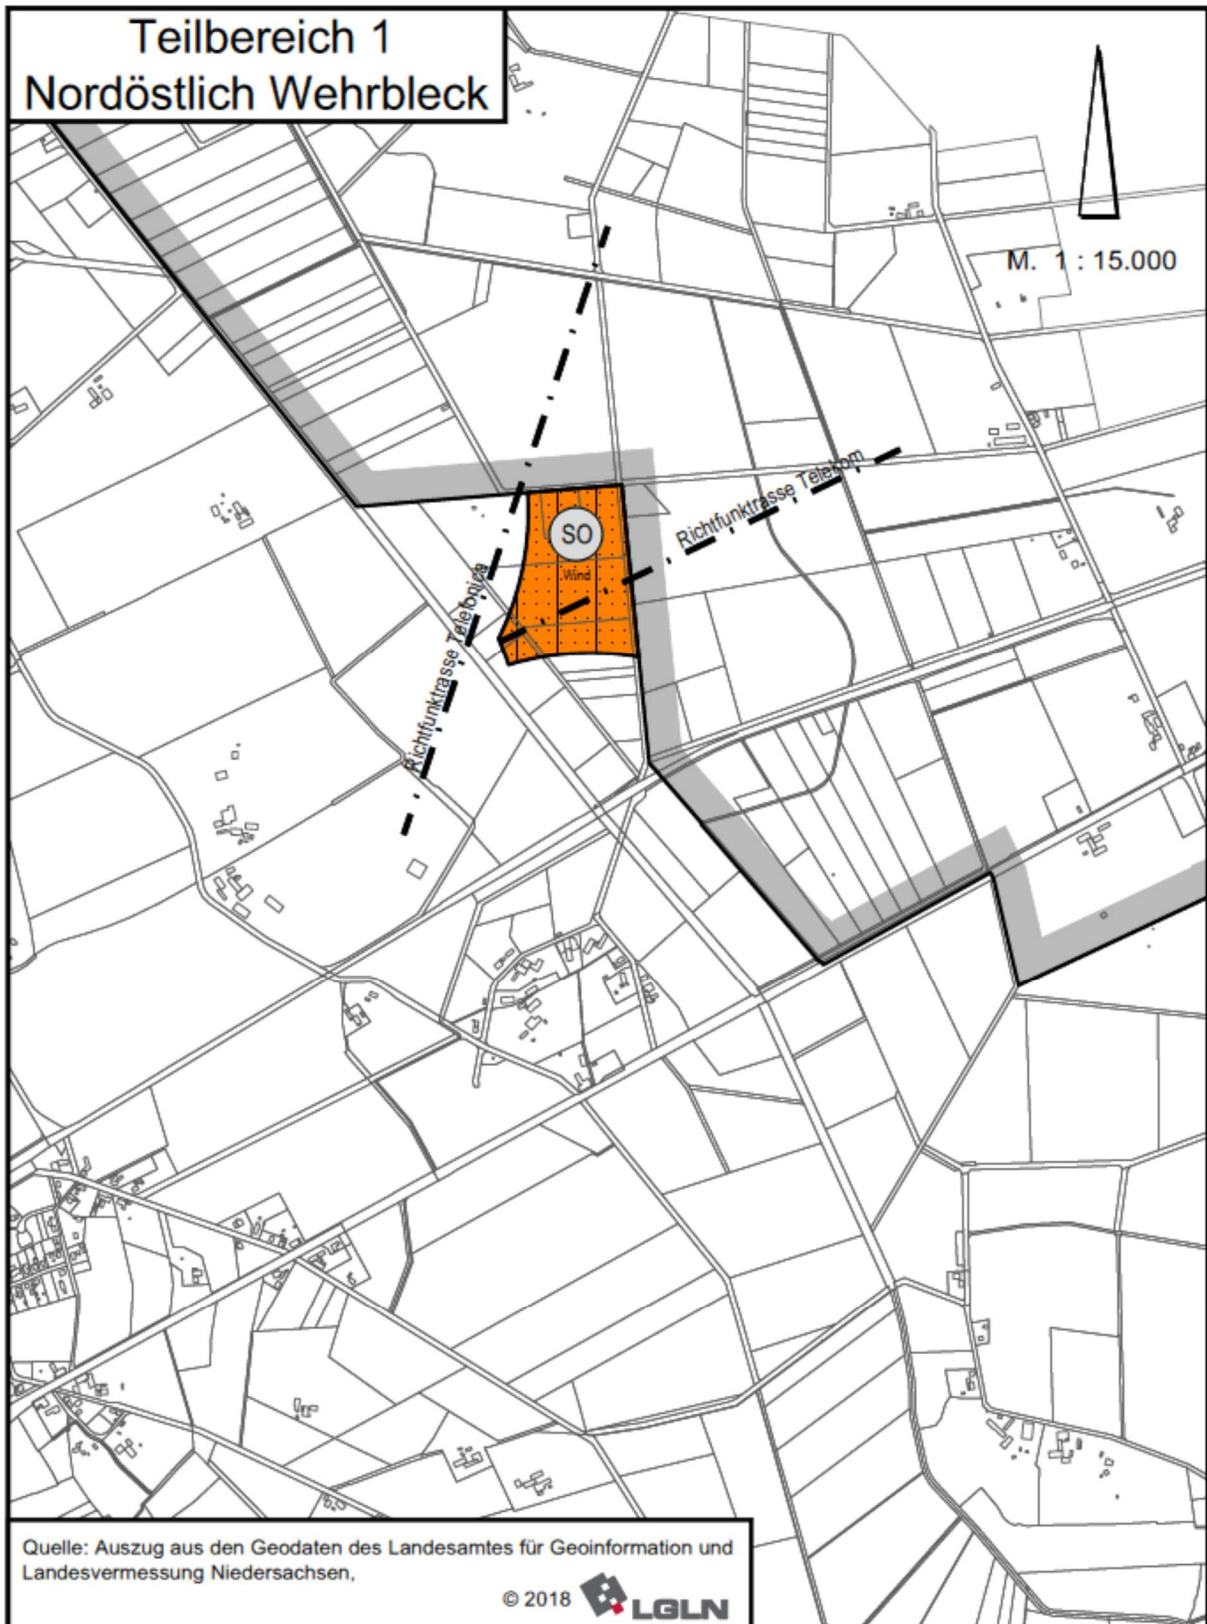 Teilbereich 1
Nordöstlich Wehrbleck
M. 1 : 15.000
Richtfunktrasse Telekom
SO
Wind
Richtfunktrasse Telefonica
Quelle: Auszug aus den Geodaten des Landesamtes für Geoinformation und
Landesvermessung Niedersachsen,
© 2018 LGLN